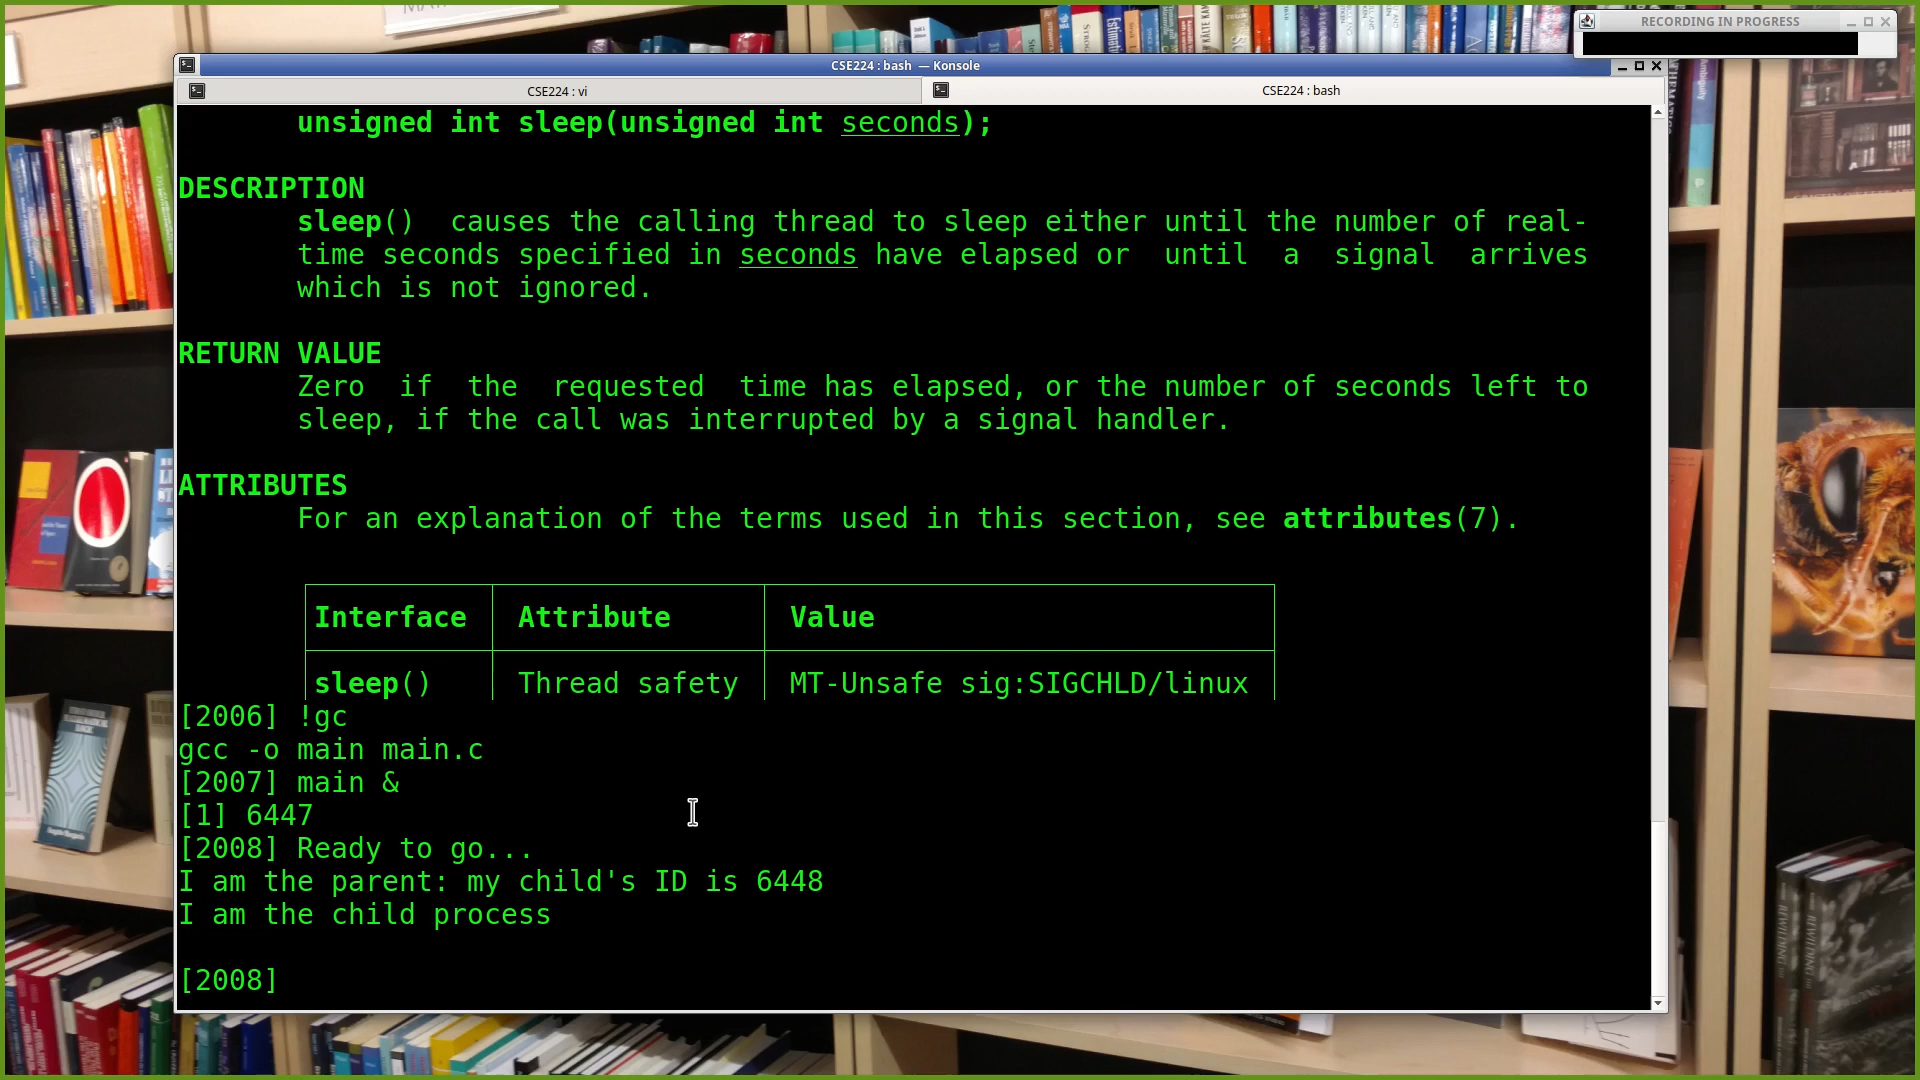 RECORDING IN PROGRESS
CSE224 : bash — Konsole
CSE224 : vi
CSE224 : bash
unsigned int sleep(unsigned int seconds);
DESCRIPTION
sleep() causes the calling thread to sleep either until the number of real-
time seconds specified in seconds have elapsed or until a signal arrives
which is not ignored.
RETURN VALUE
Zero if the requested time has elapsed, or the number of seconds left to
sleep, if the call was interrupted by a signal handler.
ATTRIBUTES
For an explanation of the terms used in this section, see attributes(7).
Interface Attribute Value
sleep() Thread safety MT-Unsafe sig:SIGCHLD/linux
[2006] !gc
gcc -o main main.c
[2007] main &
[1] 6447
[2008] Ready to go...
I am the parent: my child's ID is 6448
I am the child process
[2008]